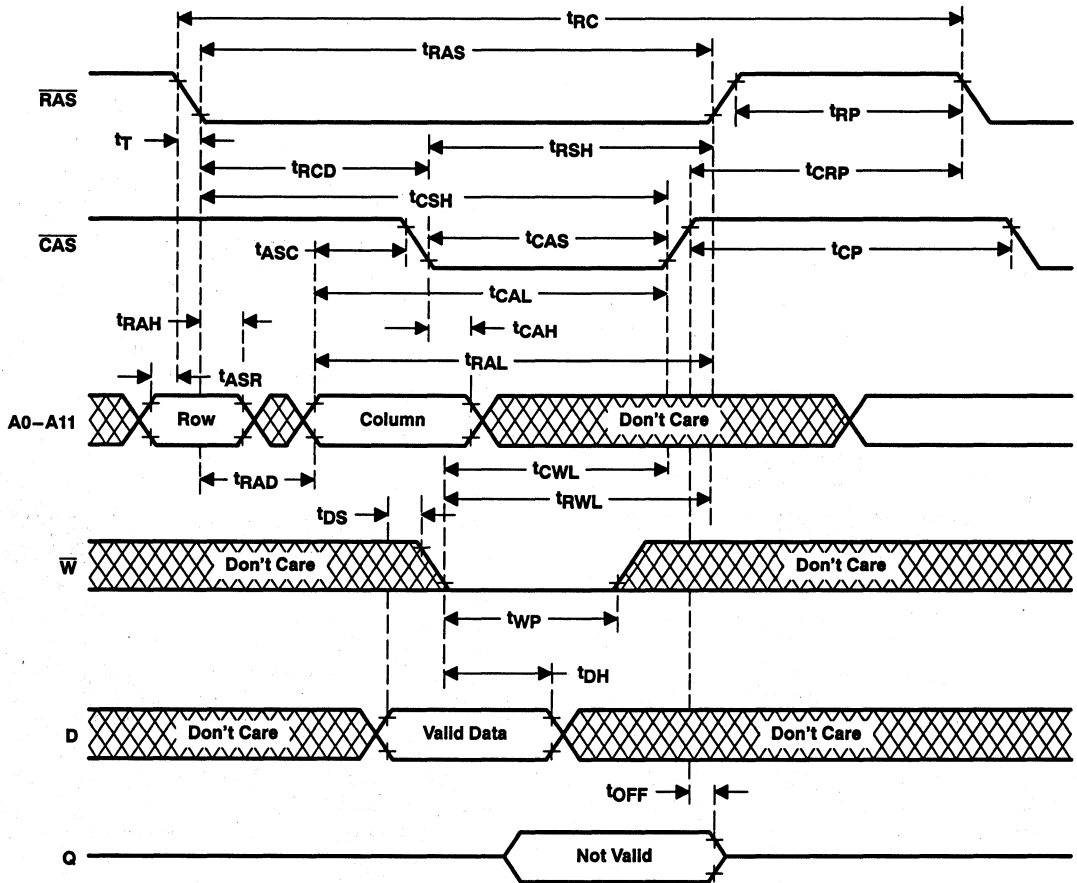 tRC
tRAS
R̅A̅S̅
tRP
tT
tRSH
tRCD
tCRP
tCSH
C̅A̅S̅
tASC
tCAS
tCP
tCAL
tRAH
tCAH
tRAL
tASR
A0–A11
Row
Column
Don't Care
tCWL
tRAD
tRWL
tDS
W̅
Don't Care
Don't Care
tWP
tDH
D
Don't Care
Valid Data
Don't Care
tOFF
Q
Not Valid